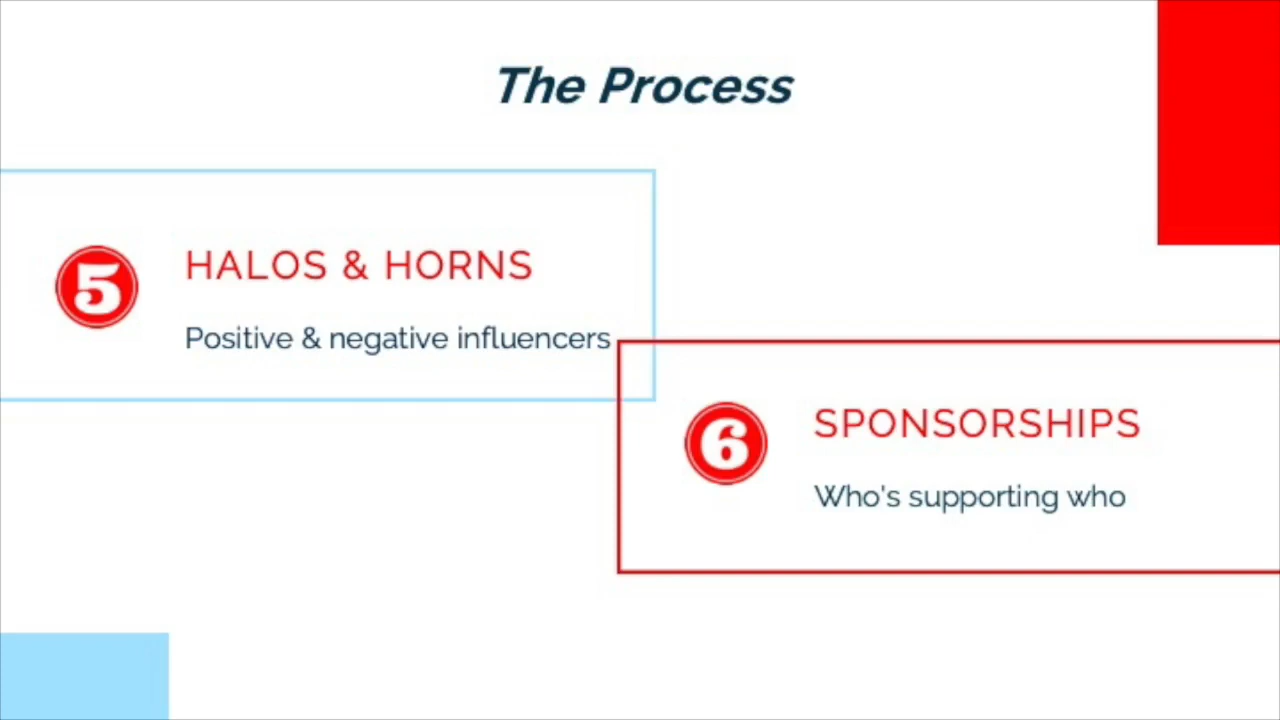 The Process
5
HALOS & HORNS
Positive & negative influencers
6
SPONSORSHIPS
Who's supporting who